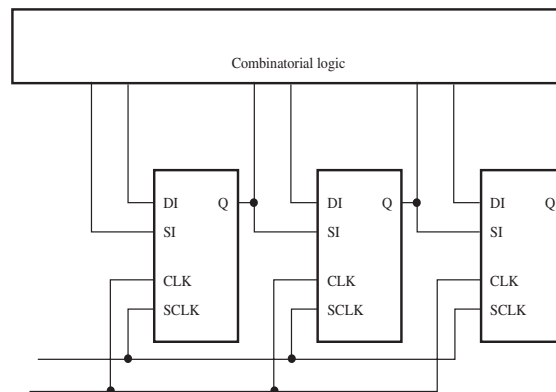 Combinatorial logic
DI Q DI Q DI Q
SI SI SI
CLK CLK CLK
SCLK SCLK SCLK